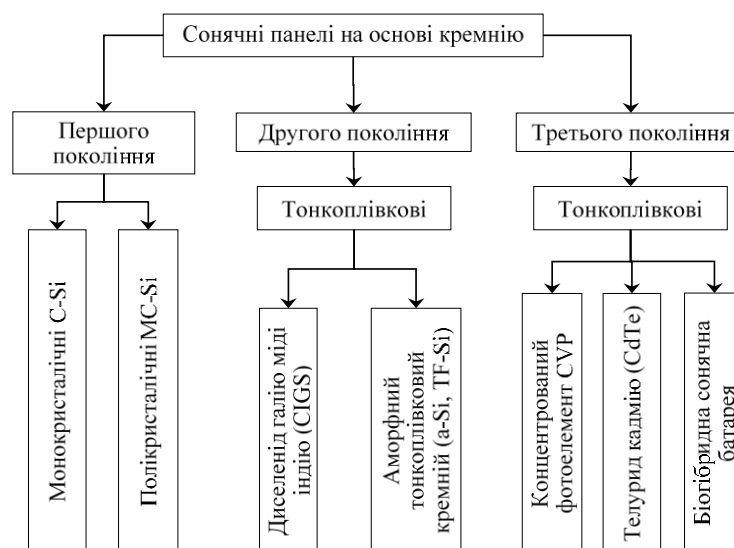 Сонячні панелі на основі кремнію
Першого
покоління
Другого покоління
Третього покоління
Тонкоплівкові
Тонкоплівкові
Монокристалічні C-Si
Полікристалічні MC-Si
Диселенід галію міді
індію (CIGS)
Аморфний
тонкоплівковий
кремній (a-Si, TF-Si)
Концентрований
фотоелемент CVP
Телурид кадмію (CdTe)
Біогібридна сонячна
батарея